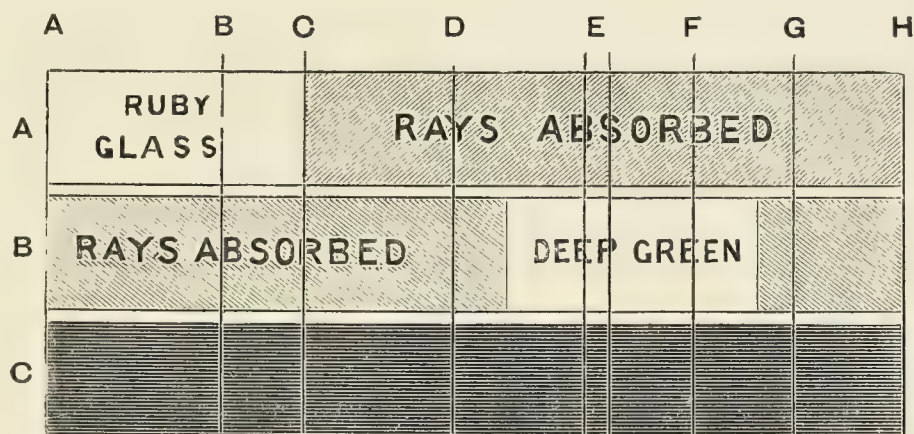 A B C D E F G H
A RUBY GLASS RAYS ABSORBED
B RAYS ABSORBED DEEP GREEN
C